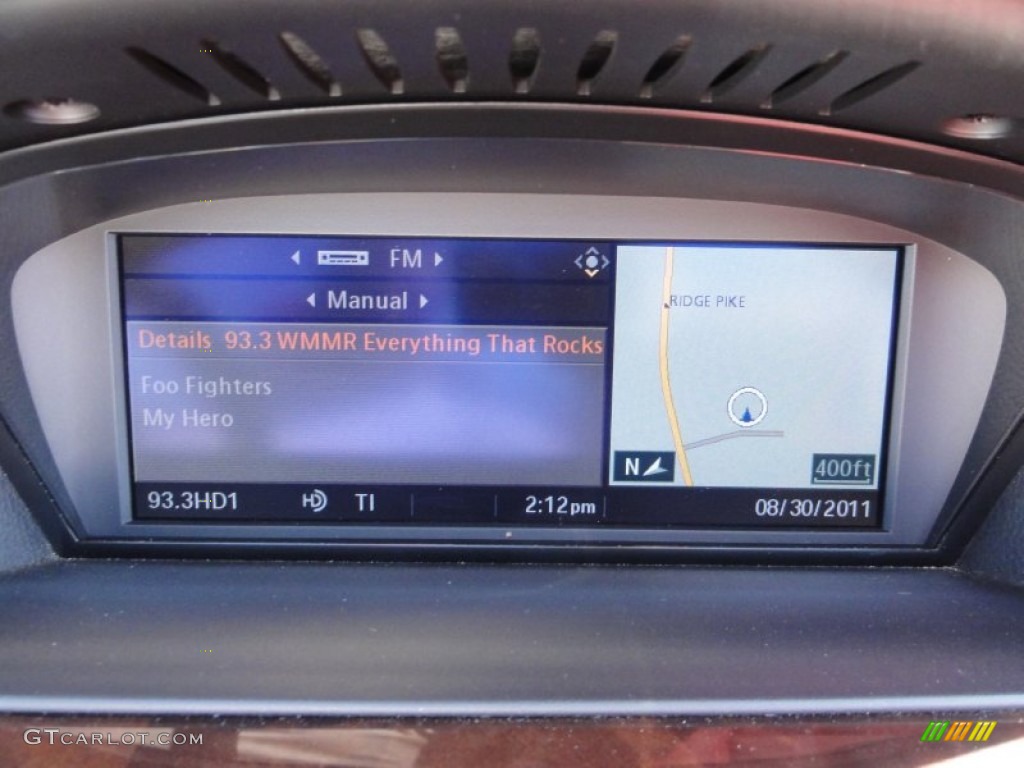 FM
Manual
Details 93.3 WMMR Everything That Rocks
Foo Fighters
My Hero
RIDGE PIKE
N
400ft
93.3HD1 HD TI 2:12pm 08/30/2011
GTCARLOT.COM